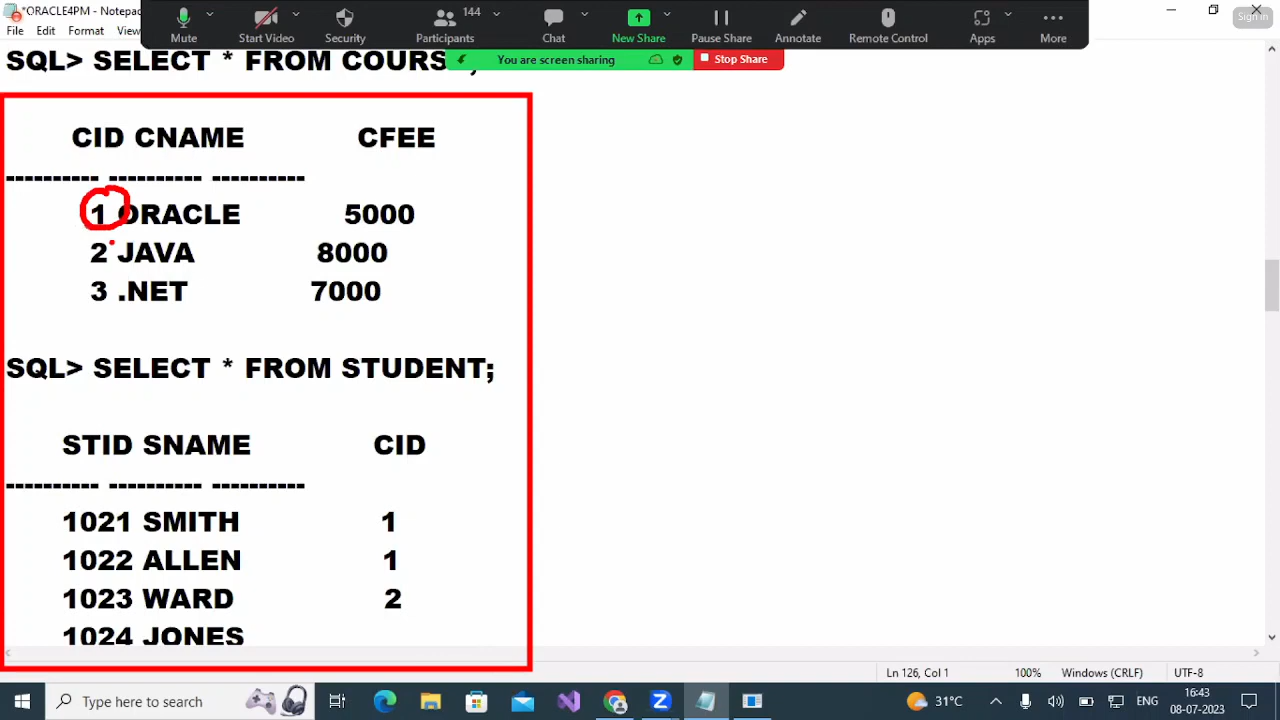 *ORACLE4PM - Notepad
File Edit Format View
Mute Start Video Security Participants 144 Chat New Share Pause Share Annotate Remote Control Apps More
Sign in
You are screen sharing Stop Share
SQL> SELECT * FROM COURSE;
CID CNAME CFEE
---------- ---------- ----------
1 ORACLE 5000
2 JAVA 8000
3 .NET 7000
SQL> SELECT * FROM STUDENT;
STID SNAME CID
---------- ---------- ----------
1021 SMITH 1
1022 ALLEN 1
1023 WARD 2
1024 JONES
Ln 126, Col 1 100% Windows (CRLF) UTF-8
Type here to search 31°C ENG 16:43
08-07-2023